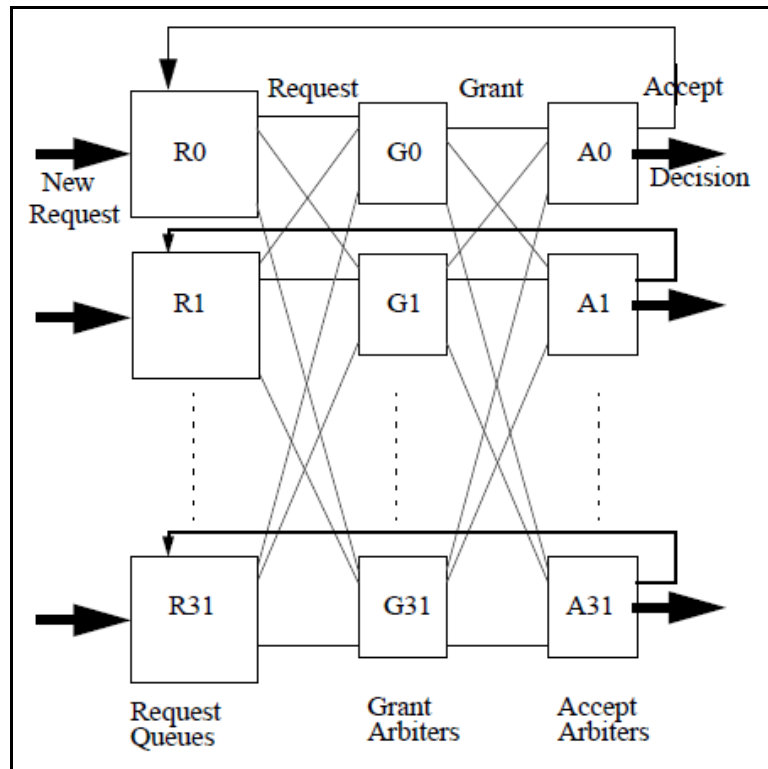 Request
Grant
Accept
R0
G0
A0
New
Request
Decision
R1
G1
A1
R31
G31
A31
Request
Queues
Grant
Arbiters
Accept
Arbiters